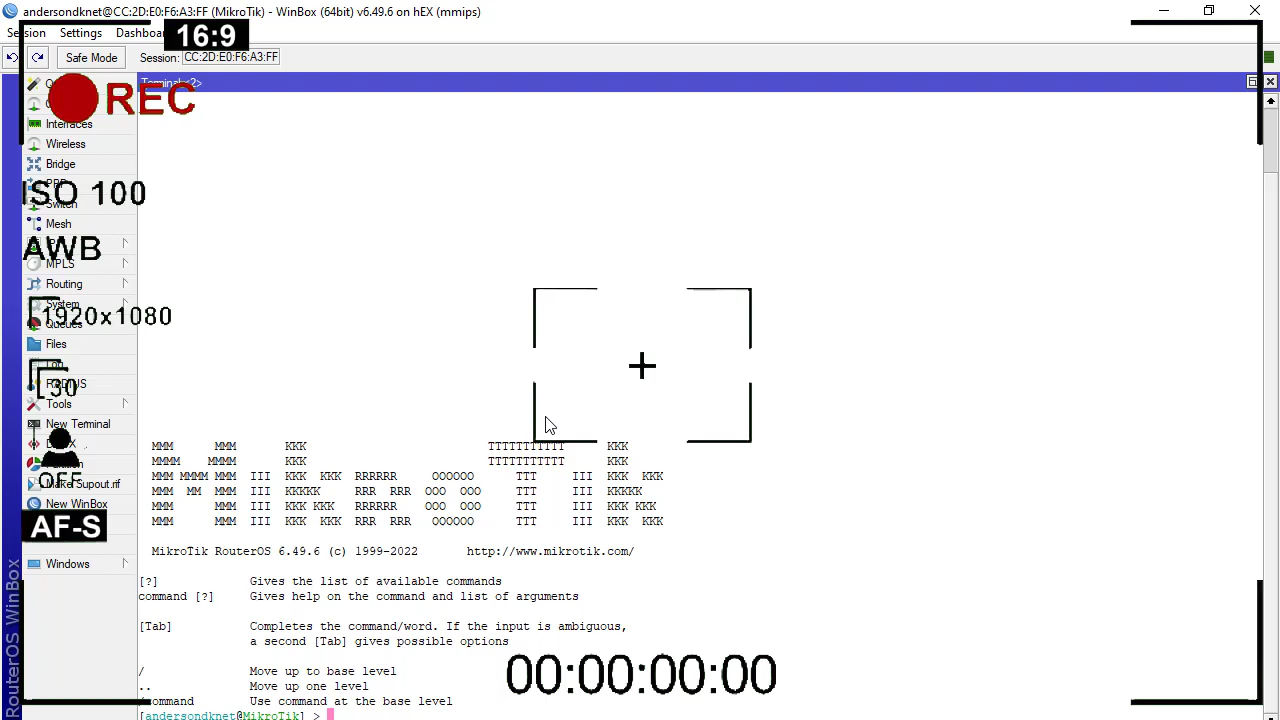 andersondknet@CC:2D:E0:F6:A3:FF (MikroTik) - WinBox (64bit) v6.49.6 on hEX (mmips)
Session Settings Dashboard
16:9
Safe Mode Session: CC:2D:E0:F6:A3:FF
Terminal <2>
REC
Interfaces
Wireless
Bridge
PPP
ISO 100
Switch
Mesh
AWB
MPLS
Routing
System
1920x1080
Queues
Files
Log
RADIUS
30
Tools
New Terminal
OFF
Make Supout.rif
New WinBox
AF-S
Windows
RouterOS WinBox
MMM MMM KKK TTTTTTTTTTT KKK
MMMM MMMM KKK TTTTTTTTTTT KKK
MMM MMMM MMM III KKK KKK RRRRRR OOOOOO TTT III KKK KKK
MMM MM MMM III KKKKK RRR RRR OOO OOO TTT III KKKKK
MMM MMM III KKK KKK RRRRRR OOO OOO TTT III KKK KKK
MMM MMM III KKK KKK RRR RRR OOOOOO TTT III KKK KKK
MikroTik RouterOS 6.49.6 (c) 1999-2022 http://www.mikrotik.com/
[?] Gives the list of available commands
command [?] Gives help on the command and list of arguments
[Tab] Completes the command/word. If the input is ambiguous,
a second [Tab] gives possible options
/ Move up to base level
.. Move up one level
/command Use command at the base level
[andersondknet@MikroTik] >
00:00:00:00